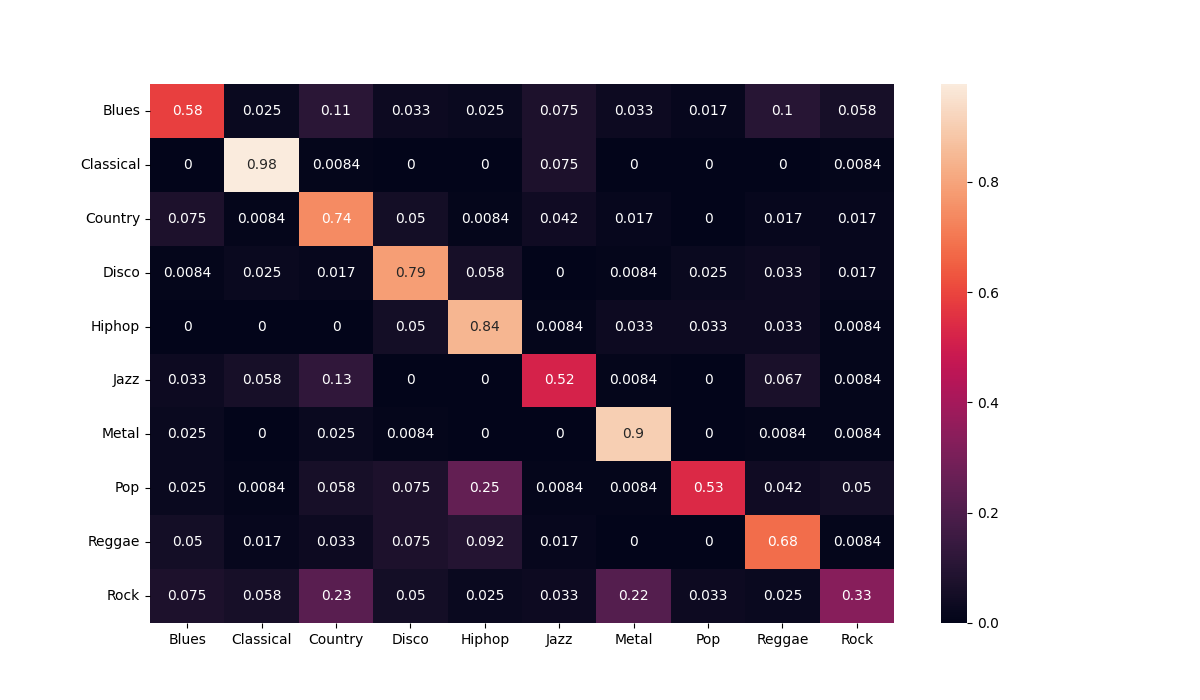 Blues 0.58 0.025 0.11 0.033 0.025 0.075 0.033 0.017 0.1 0.058
Classical 0 0.98 0.0084 0 0 0.075 0 0 0 0.0084
Country 0.075 0.0084 0.74 0.05 0.0084 0.042 0.017 0 0.017 0.017
Disco 0.0084 0.025 0.017 0.79 0.058 0 0.0084 0.025 0.033 0.017
Hiphop 0 0 0 0.05 0.84 0.0084 0.033 0.033 0.033 0.0084
Jazz 0.033 0.058 0.13 0 0 0.52 0.0084 0 0.067 0.0084
Metal 0.025 0 0.025 0.0084 0 0 0.9 0 0.0084 0.0084
Pop 0.025 0.0084 0.058 0.075 0.25 0.0084 0.0084 0.53 0.042 0.05
Reggae 0.05 0.017 0.033 0.075 0.092 0.017 0 0 0.68 0.0084
Rock 0.075 0.058 0.23 0.05 0.025 0.033 0.22 0.033 0.025 0.33
Blues Classical Country Disco Hiphop Jazz Metal Pop Reggae Rock
0.8
0.6
0.4
0.2
0.0